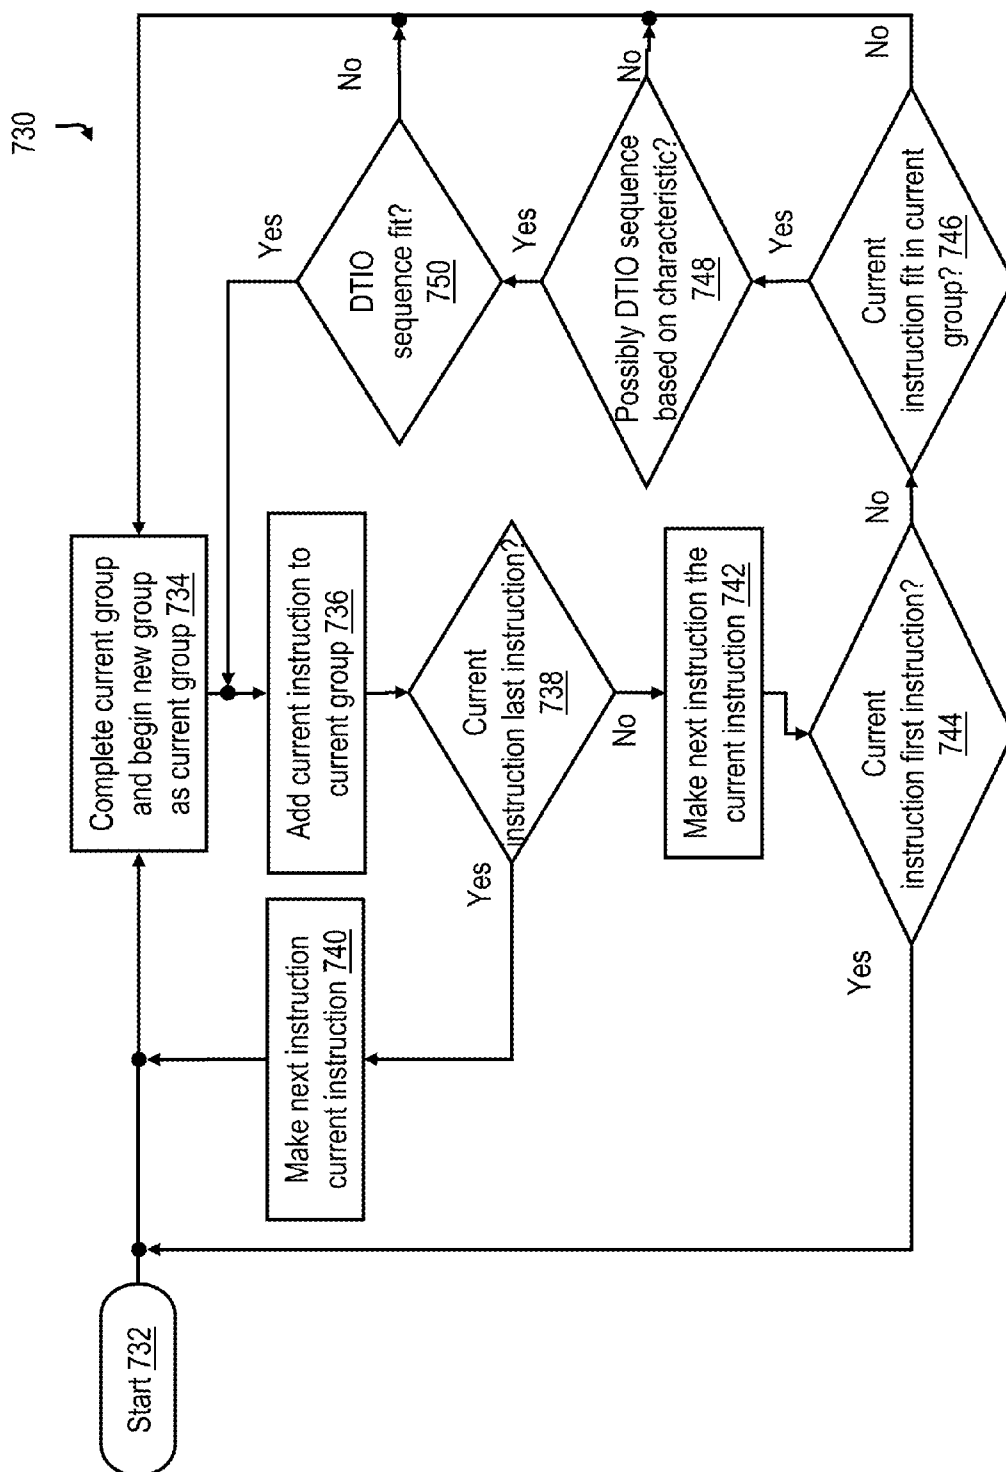 730
Start 732
Complete current group
and begin new group
as current group 734
Add current instruction to
current group 736
Current
instruction last instruction?
738
Yes
No
Make next instruction
current instruction 740
Make next instruction the
current instruction 742
Current
instruction first instruction?
744
Yes
No
Current
instruction fit in current
group? 746
Yes
No
Possibly DTIO sequence
based on characteristic?
748
Yes
No
DTIO
sequence fit?
750
Yes
No